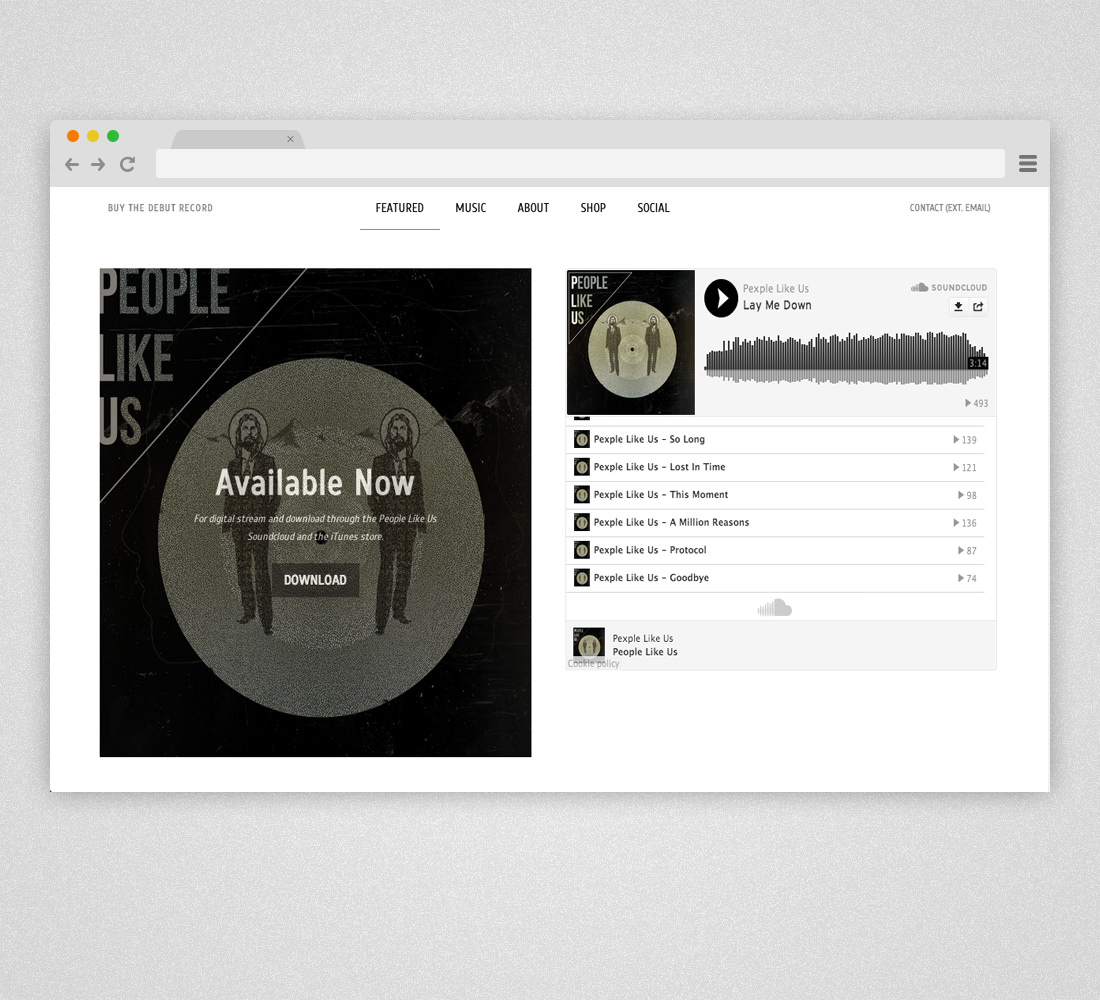 BUY THE DEBUT RECORD
FEATURED
MUSIC
ABOUT
SHOP
SOCIAL
CONTACT (EXT. EMAIL)
PEOPLE
LIKE
US
Available Now
For digital stream and download through the People Like Us
Soundcloud and the iTunes store.
DOWNLOAD
PEOPLE
LIKE
US
Pexple Like Us
Lay Me Down
SOUNDCLOUD
3:14
493
Pexple Like Us - So Long 139
Pexple Like Us - Lost In Time 121
Pexple Like Us - This Moment 98
Pexple Like Us - A Million Reasons 136
Pexple Like Us - Protocol 87
Pexple Like Us - Goodbye 74
Pexple Like Us
People Like Us
Cookie policy